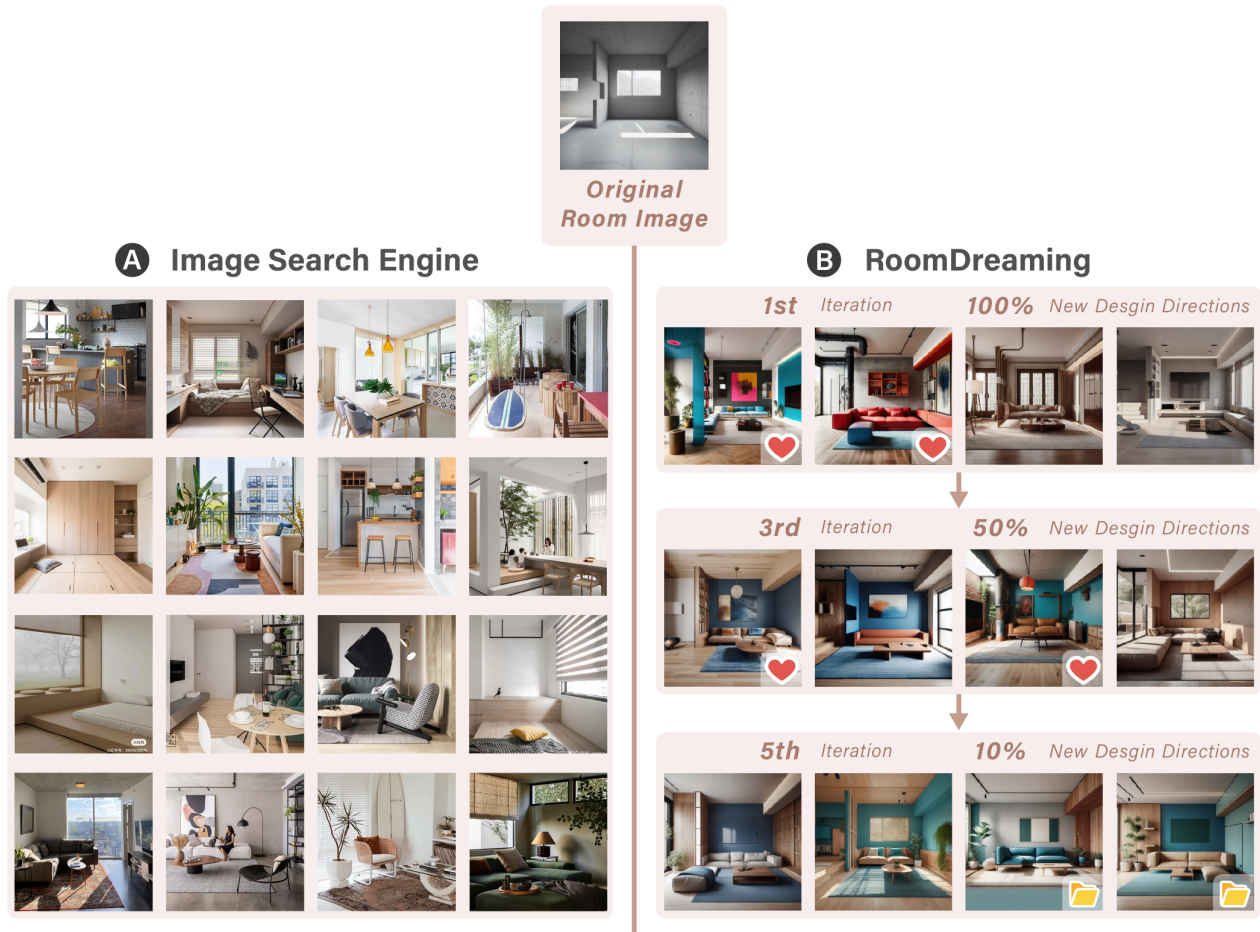 Original
Room Image
A Image Search Engine
B RoomDreaming
1st Iteration 100% New Desgin Directions
3rd Iteration 50% New Desgin Directions
5th Iteration 10% New Desgin Directions